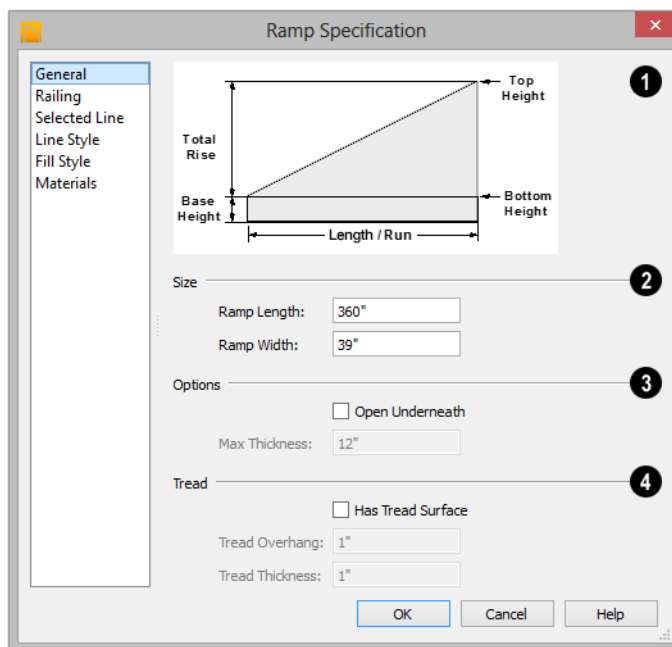 Ramp Specification
×
General
Railing
Selected Line
Line Style
Fill Style
Materials
1
Top
Height
Total
Rise
Base
Height
Bottom
Height
Length / Run
Size
2
Ramp Length: 360"
Ramp Width: 39"
Options
3
Open Underneath
Max Thickness: 12"
Tread
4
Has Tread Surface
Tread Overhang: 1"
Tread Thickness: 1"
OK Cancel Help